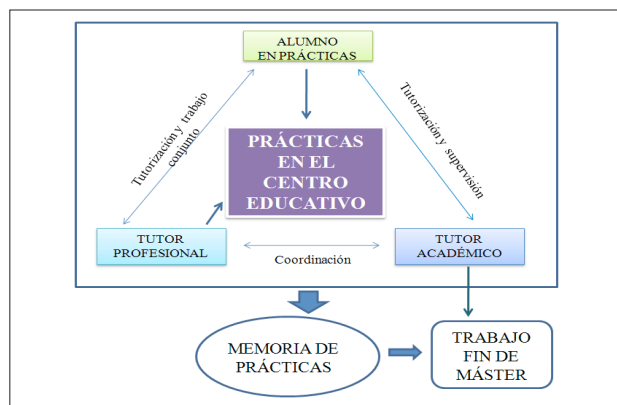 ALUMNO
EN PRÁCTICAS
Tutorización y trabajo
conjunto
Tutorización y supervisión
PRÁCTICAS
EN EL
CENTRO
EDUCATIVO
TUTOR
PROFESIONAL
Coordinación
TUTOR
ACADÉMICO
MEMORIA DE
PRÁCTICAS
TRABAJO
FIN DE
MÁSTER